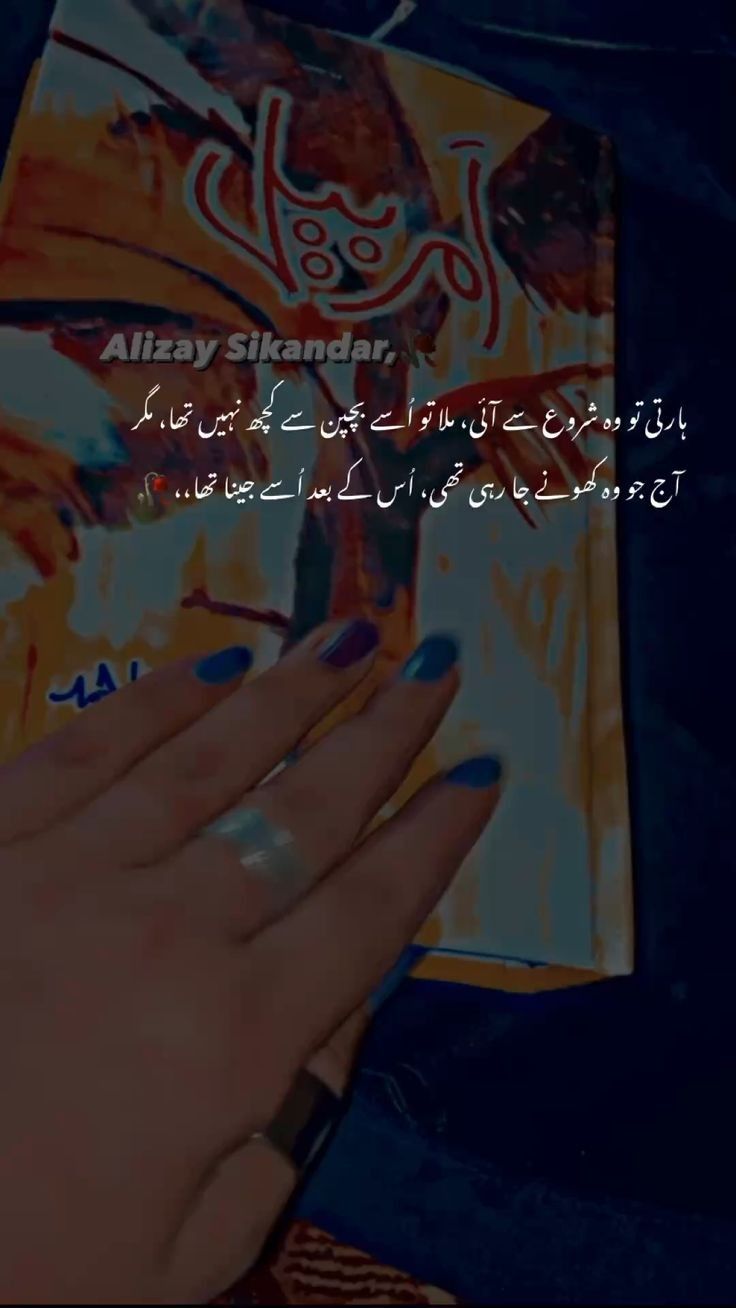 امربیل
Alizay Sikandar,🥀
ہارتی تو وہ شروع سے آئی، ملا تو اُسے بچپن سے کچھ نہیں تھا، مگر
آج جو وہ کھونے جا رہی تھی، اُس کے بعد اُسے جینا تھا،، 🥀